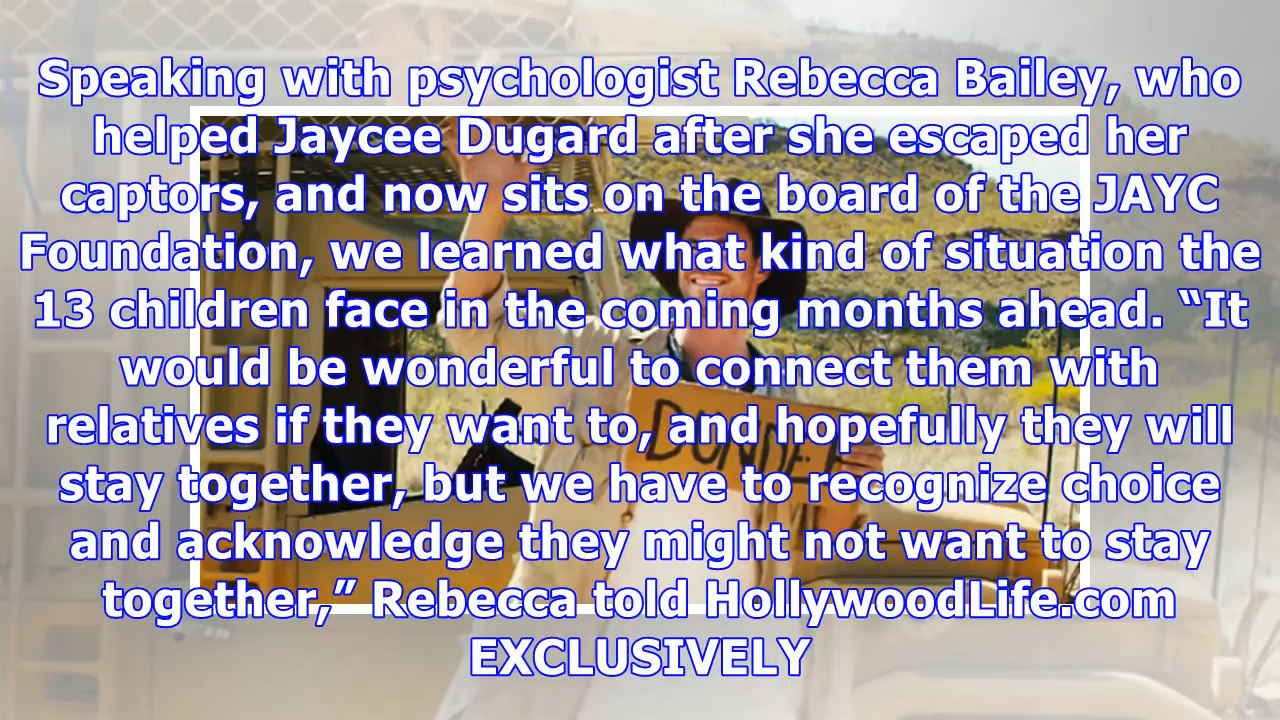 Speaking with psychologist Rebecca Bailey, who
helped Jaycee Dugard after she escaped her
captors, and now sits on the board of the JAYC
Foundation, we learned what kind of situation the
13 children face in the coming months ahead. “It
would be wonderful to connect them with
relatives if they want to, and hopefully they will
stay together, but we have to recognize choice
and acknowledge they might not want to stay
together,” Rebecca told HollywoodLife.com
EXCLUSIVELY
DUNDEE